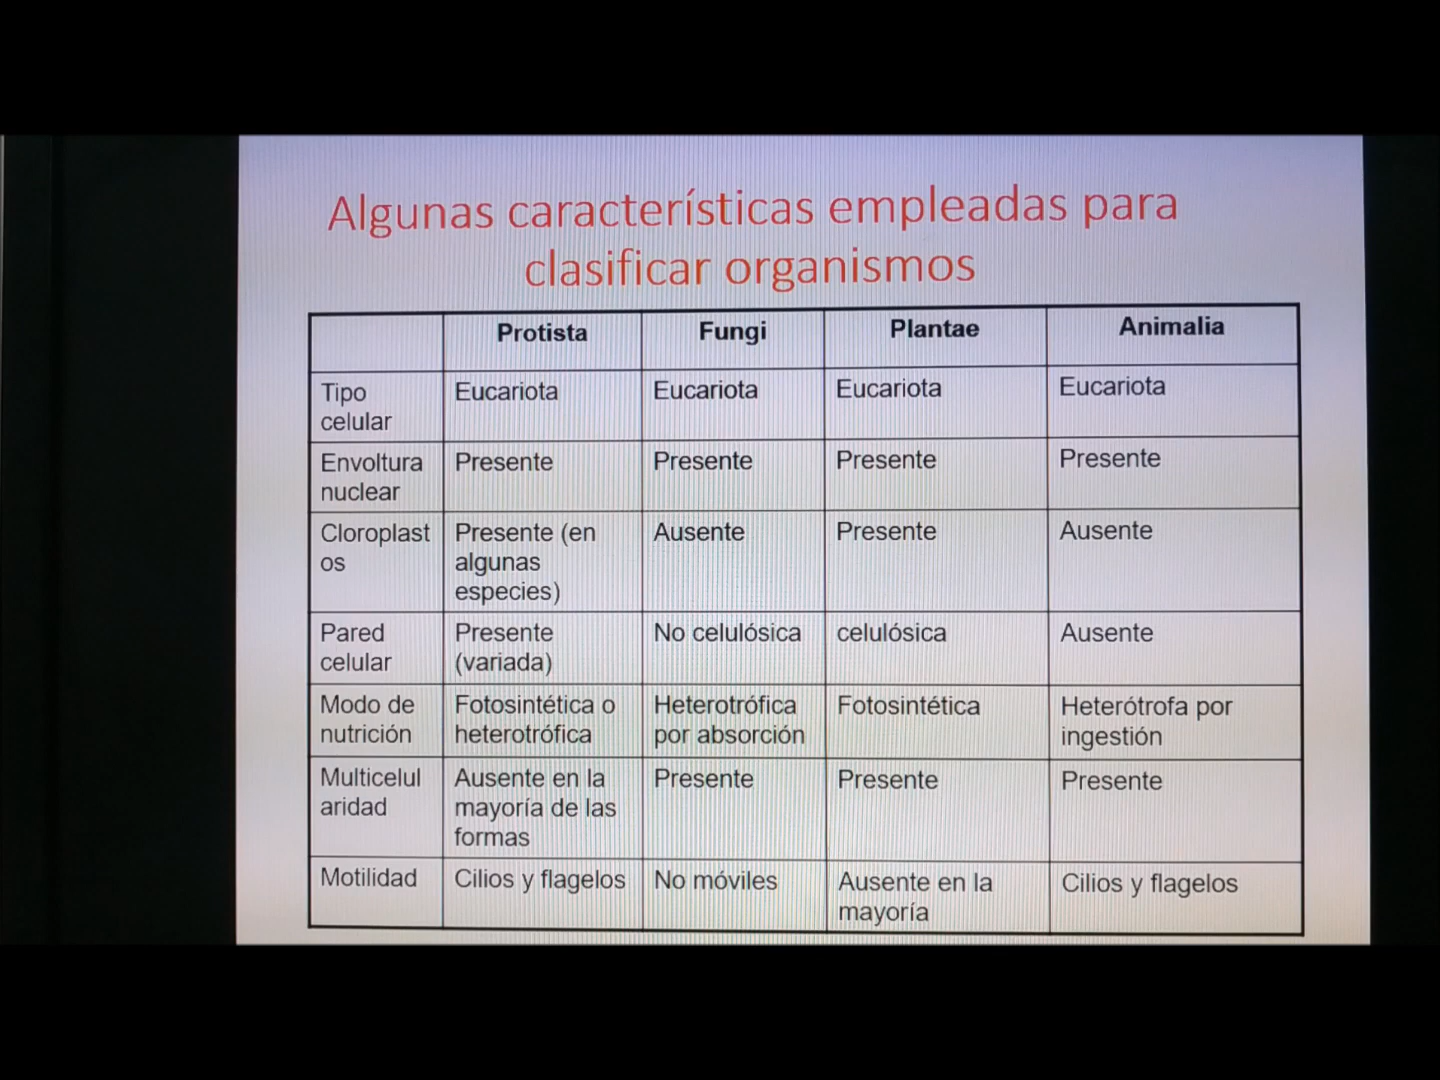 Algunas características empleadas para
clasificar organismos
Protista Fungi Plantae Animalia
Tipo celular Eucariota Eucariota Eucariota Eucariota
Envoltura nuclear Presente Presente Presente Presente
Cloroplast os Presente (en algunas especies) Ausente Presente Ausente
Pared celular Presente (variada) No celulósica celulósica Ausente
Modo de nutrición Fotosintética o heterotrófica Heterotrófica por absorción Fotosintética Heterótrofa por ingestión
Multicelul aridad Ausente en la mayoría de las formas Presente Presente Presente
Motilidad Cilios y flagelos No móviles Ausente en la mayoría Cilios y flagelos